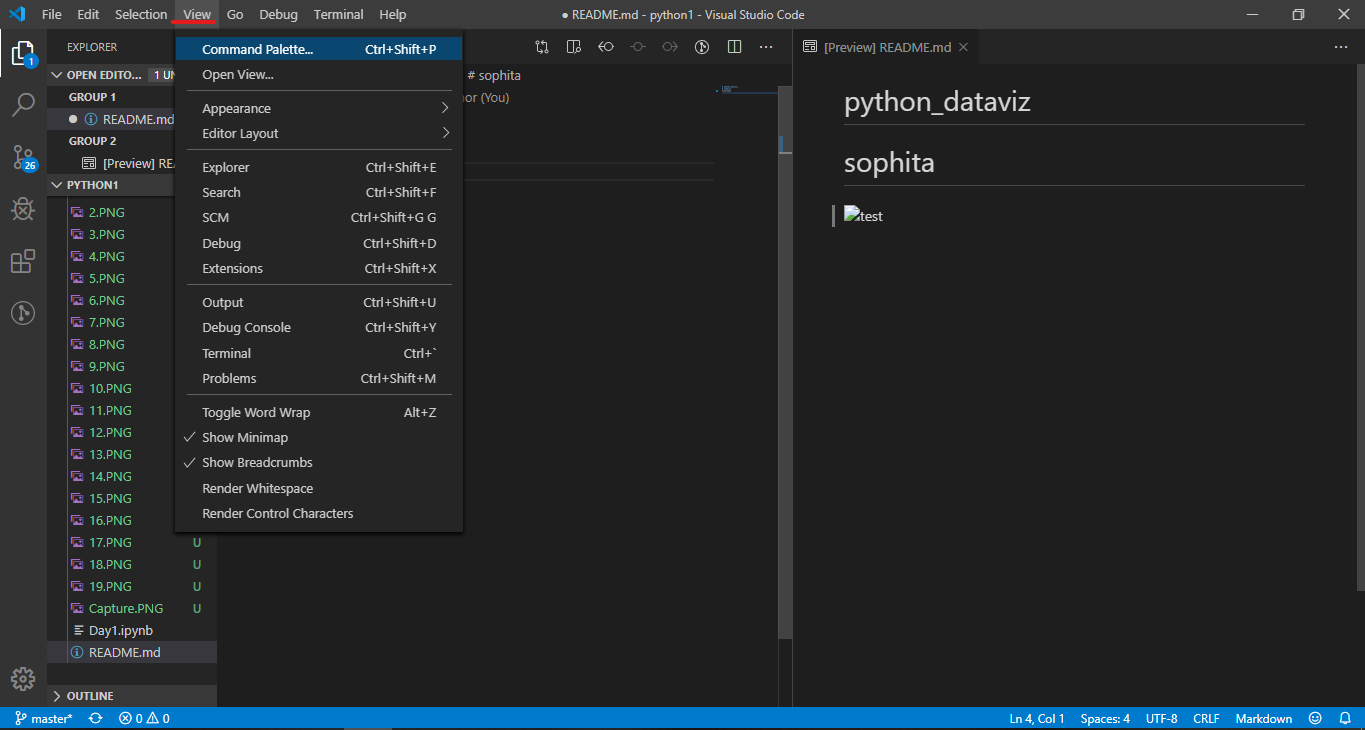 File Edit Selection View Go Debug Terminal Help
● README.md - python1 - Visual Studio Code
EXPLORER
1
OPEN EDITO... 1 UN
GROUP 1
● README.md
GROUP 2
[Preview] RE
PYTHON1
2.PNG
3.PNG
4.PNG
5.PNG
6.PNG
7.PNG
8.PNG
9.PNG
10.PNG
11.PNG
12.PNG
13.PNG
14.PNG
15.PNG
16.PNG
17.PNG U
18.PNG U
19.PNG U
Capture.PNG U
Day1.ipynb
README.md
OUTLINE
26
Command Palette... Ctrl+Shift+P
Open View...
Appearance
Editor Layout
Explorer Ctrl+Shift+E
Search Ctrl+Shift+F
SCM Ctrl+Shift+G G
Debug Ctrl+Shift+D
Extensions Ctrl+Shift+X
Output Ctrl+Shift+U
Debug Console Ctrl+Shift+Y
Terminal Ctrl+`
Problems Ctrl+Shift+M
Toggle Word Wrap Alt+Z
✓ Show Minimap
✓ Show Breadcrumbs
Render Whitespace
Render Control Characters
# sophita
or (You)
[Preview] README.md
python_dataviz
sophita
test
master* 0 0
Ln 4, Col 1 Spaces: 4 UTF-8 CRLF Markdown